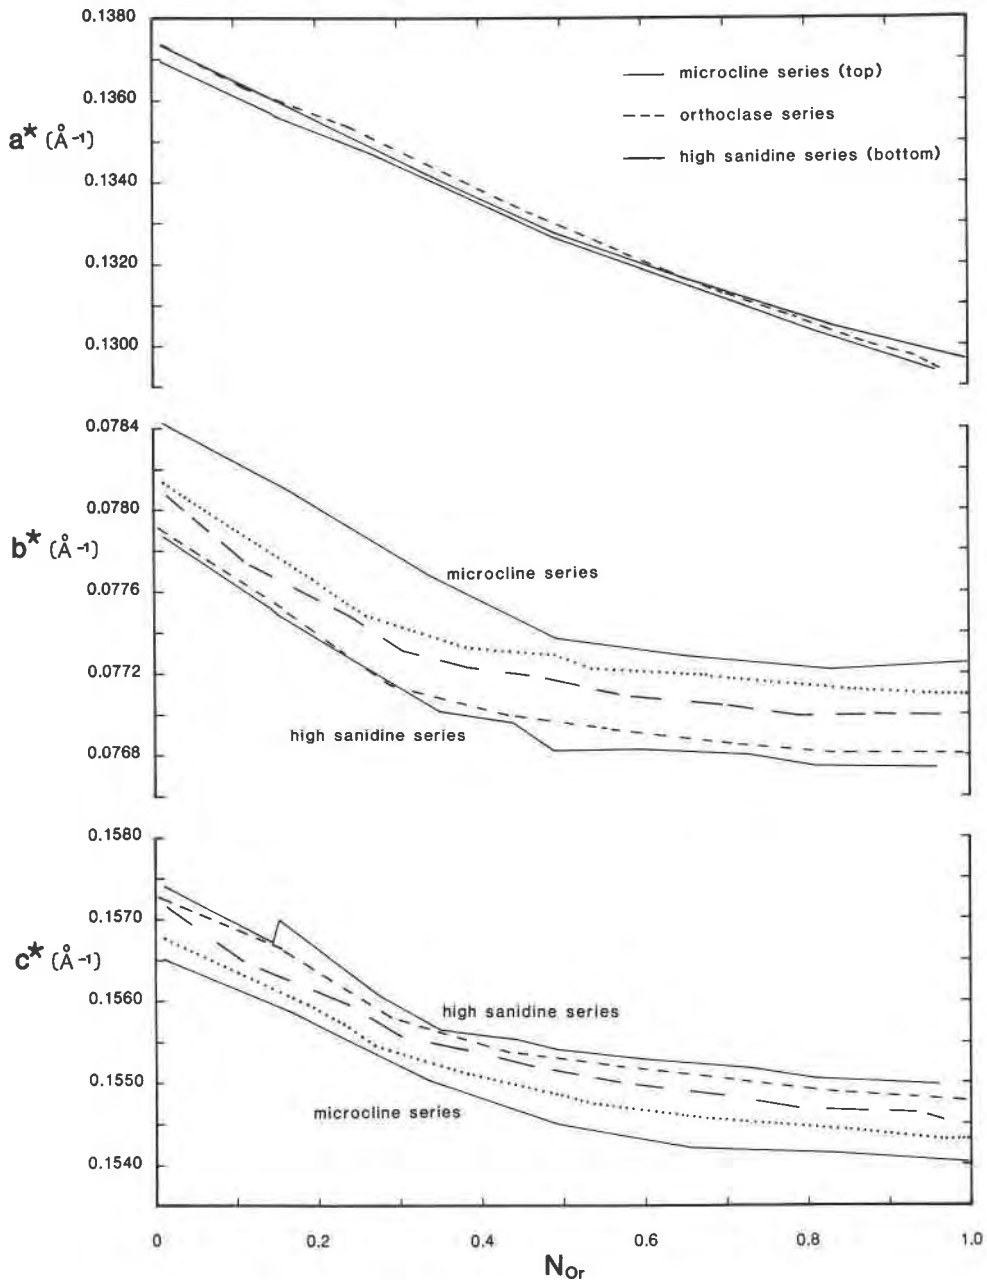 0.1380
0.1360
a* (Å⁻¹)
0.1340
0.1320
0.1300
microcline series (top)
orthoclase series
high sanidine series (bottom)
0.0784
0.0780
b* (Å⁻¹)
0.0776
0.0772
0.0768
microcline series
high sanidine series
0.1580
0.1570
c* (Å⁻¹)
0.1560
0.1550
0.1540
high sanidine series
microcline series
0 0.2 0.4 0.6 0.8 1.0
N_Or